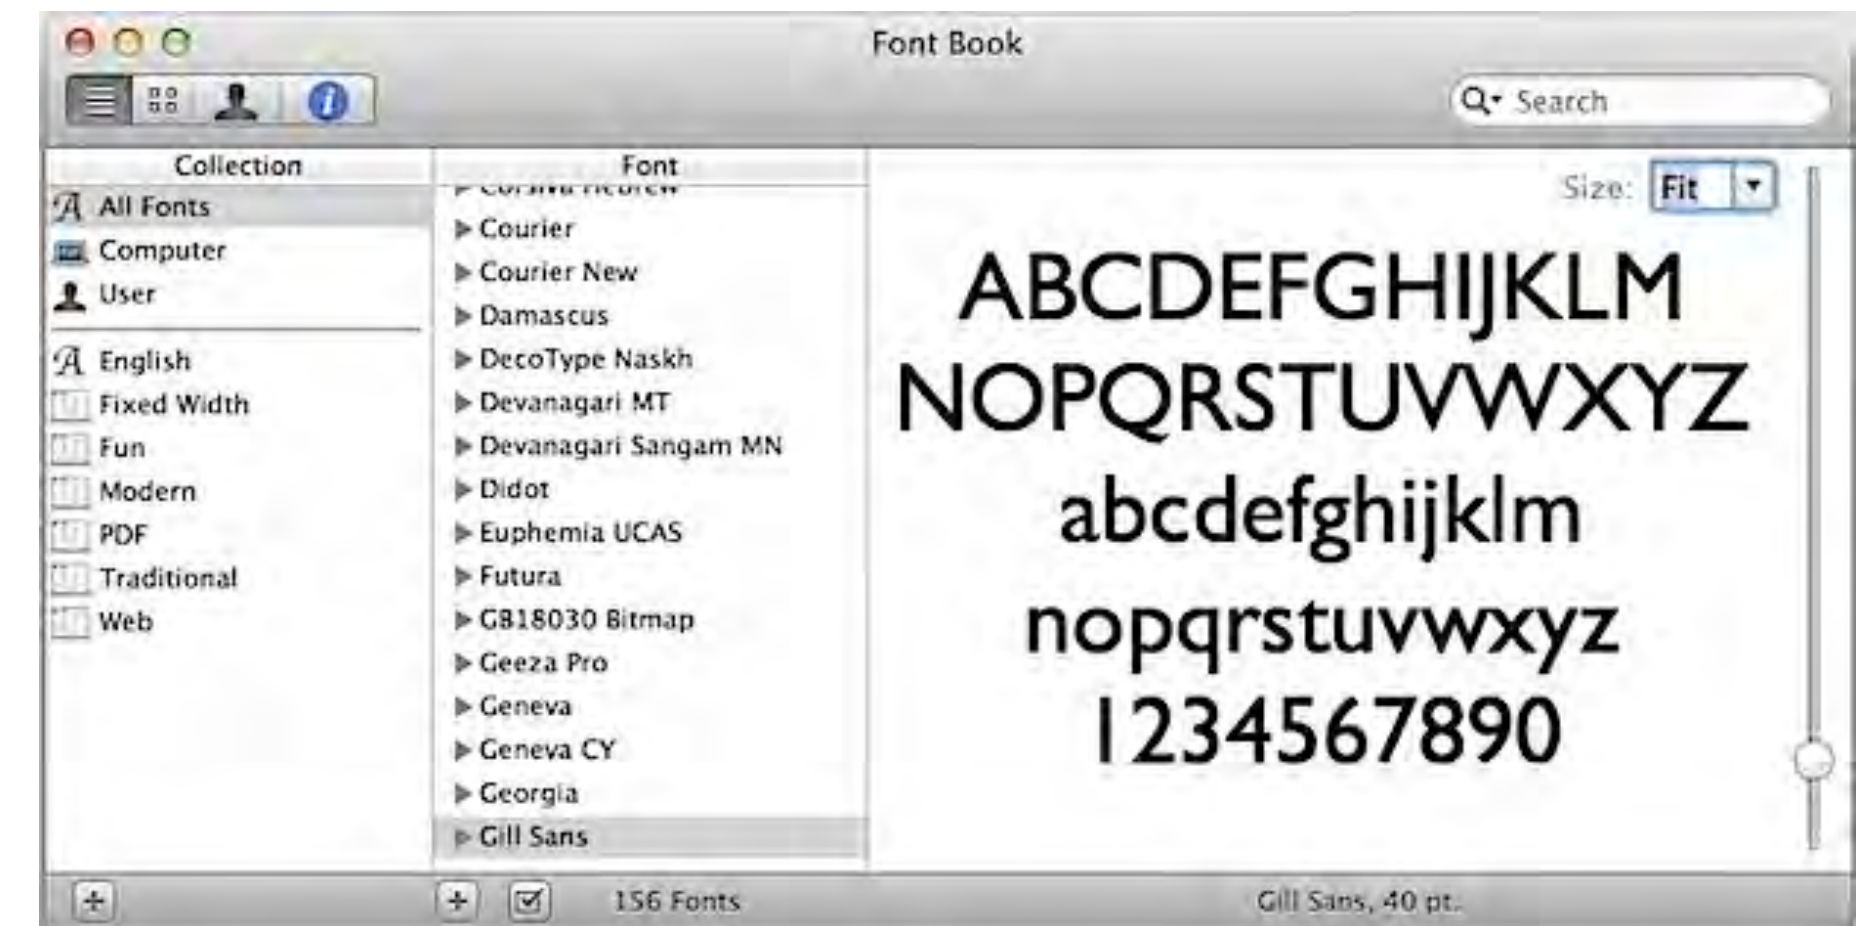 Font Book
Search
Collection
All Fonts
Computer
User
English
Fixed Width
Fun
Modern
PDF
Traditional
Web
Font
Corsiva Hebrew
Courier
Courier New
Damascus
DecoType Naskh
Devanagari MT
Devanagari Sangam MN
Didot
Euphemia UCAS
Futura
GB18030 Bitmap
Geeza Pro
Geneva
Geneva CY
Georgia
Gill Sans
156 Fonts
Size: Fit
ABCDEFGHIJKLM
NOPQRSTUVWXYZ
abcdefghijklm
nopqrstuvwxyz
1234567890
Gill Sans, 40 pt.